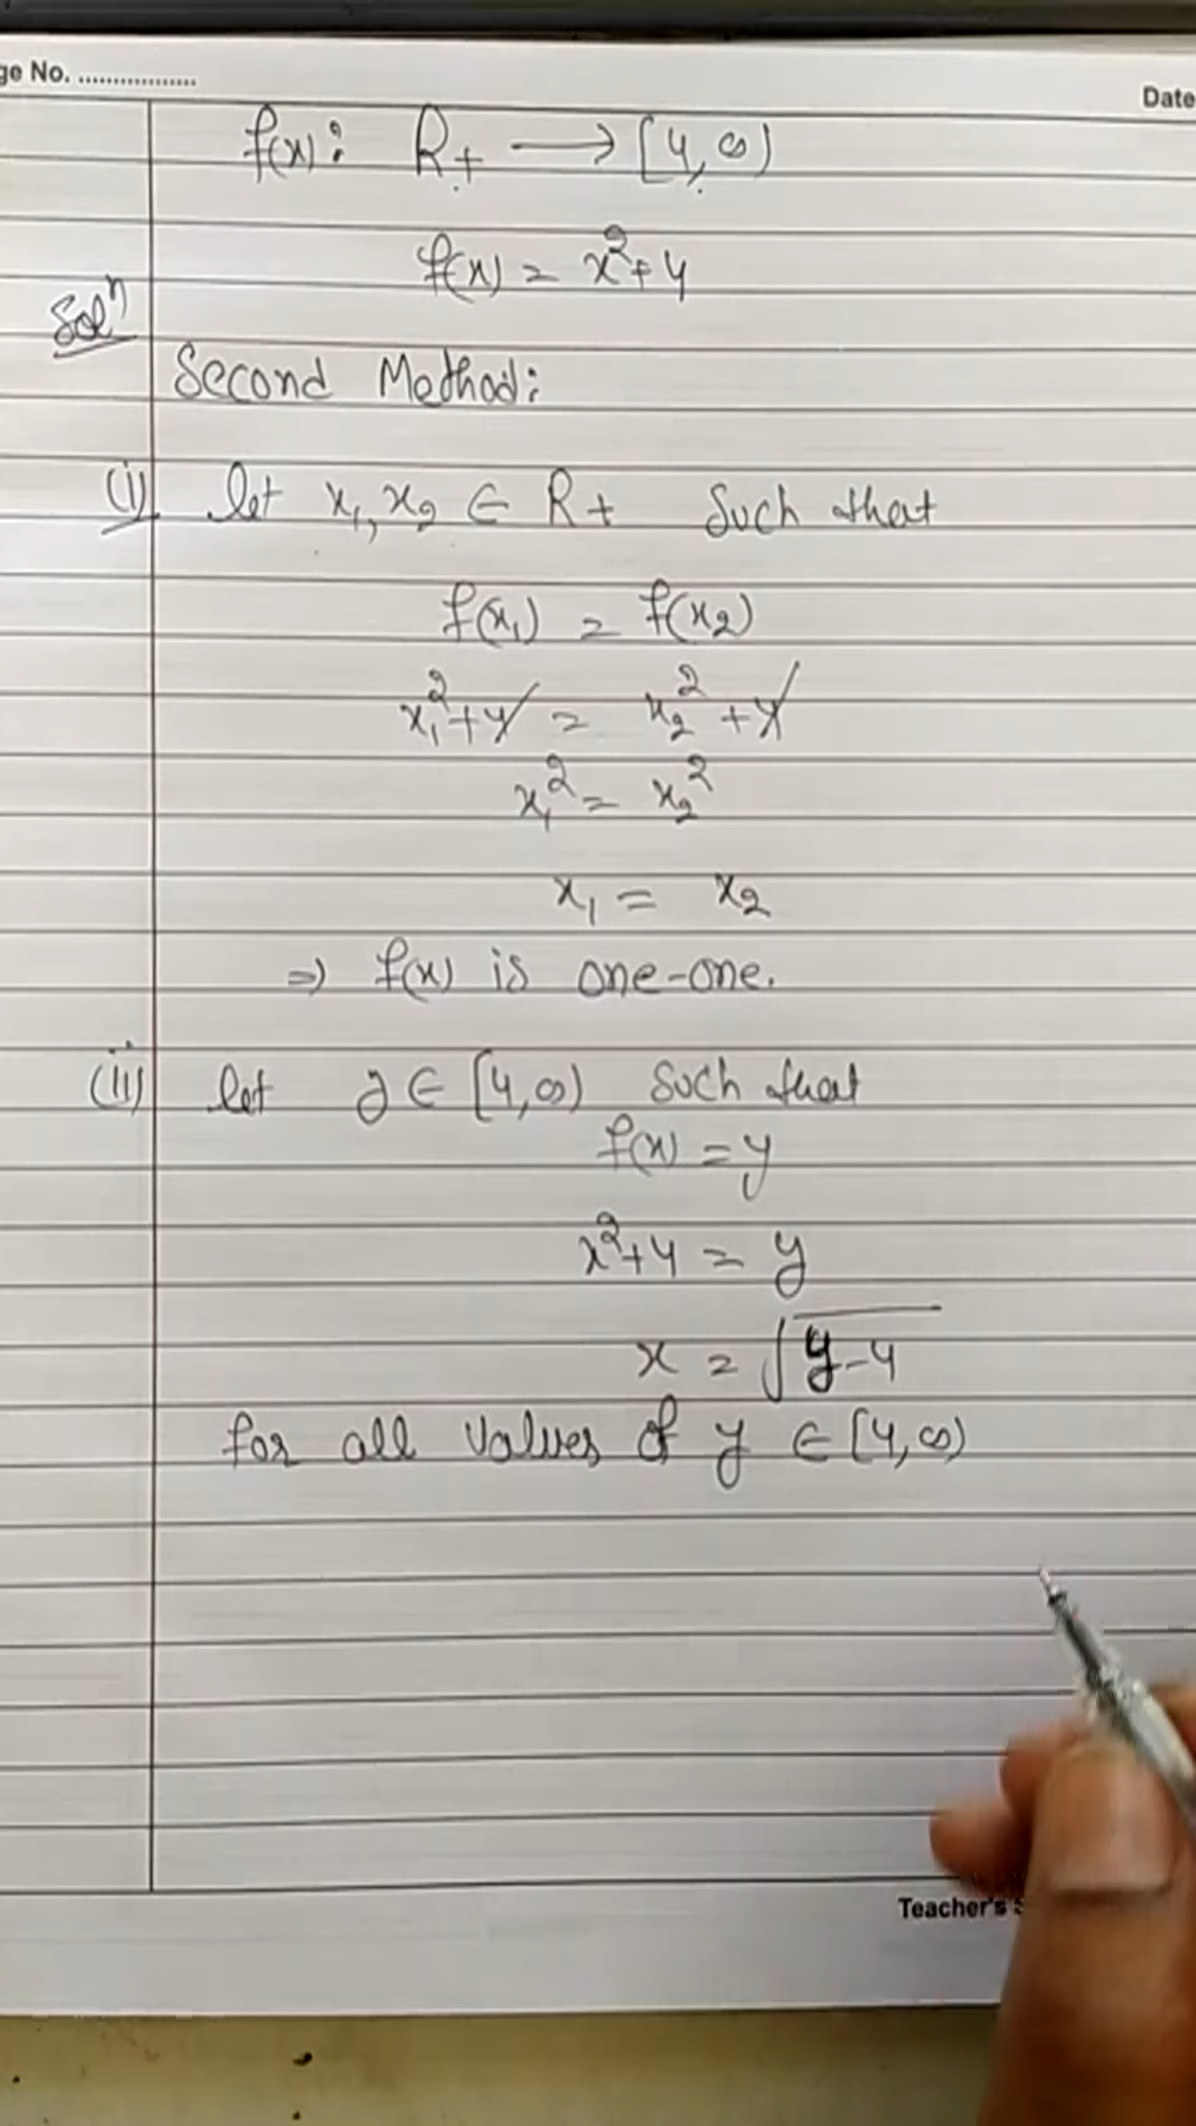 ge No. .................
Date
f(x): R+ ⟶ [4, ∞)
f(x) = x²+4
Solⁿ
Second Method:
(i) let x₁, x₂ ∈ R+ Such that
f(x₁) = f(x₂)
x₁²+4 = x₂²+4
x₁² = x₂²
x₁ = x₂
⇒ f(x) is one-one.
(ii) let y ∈ [4, ∞) Such that
f(x) = y
x²+4 = y
x = √y-4
for all values of y ∈ [4, ∞)
Teacher's S